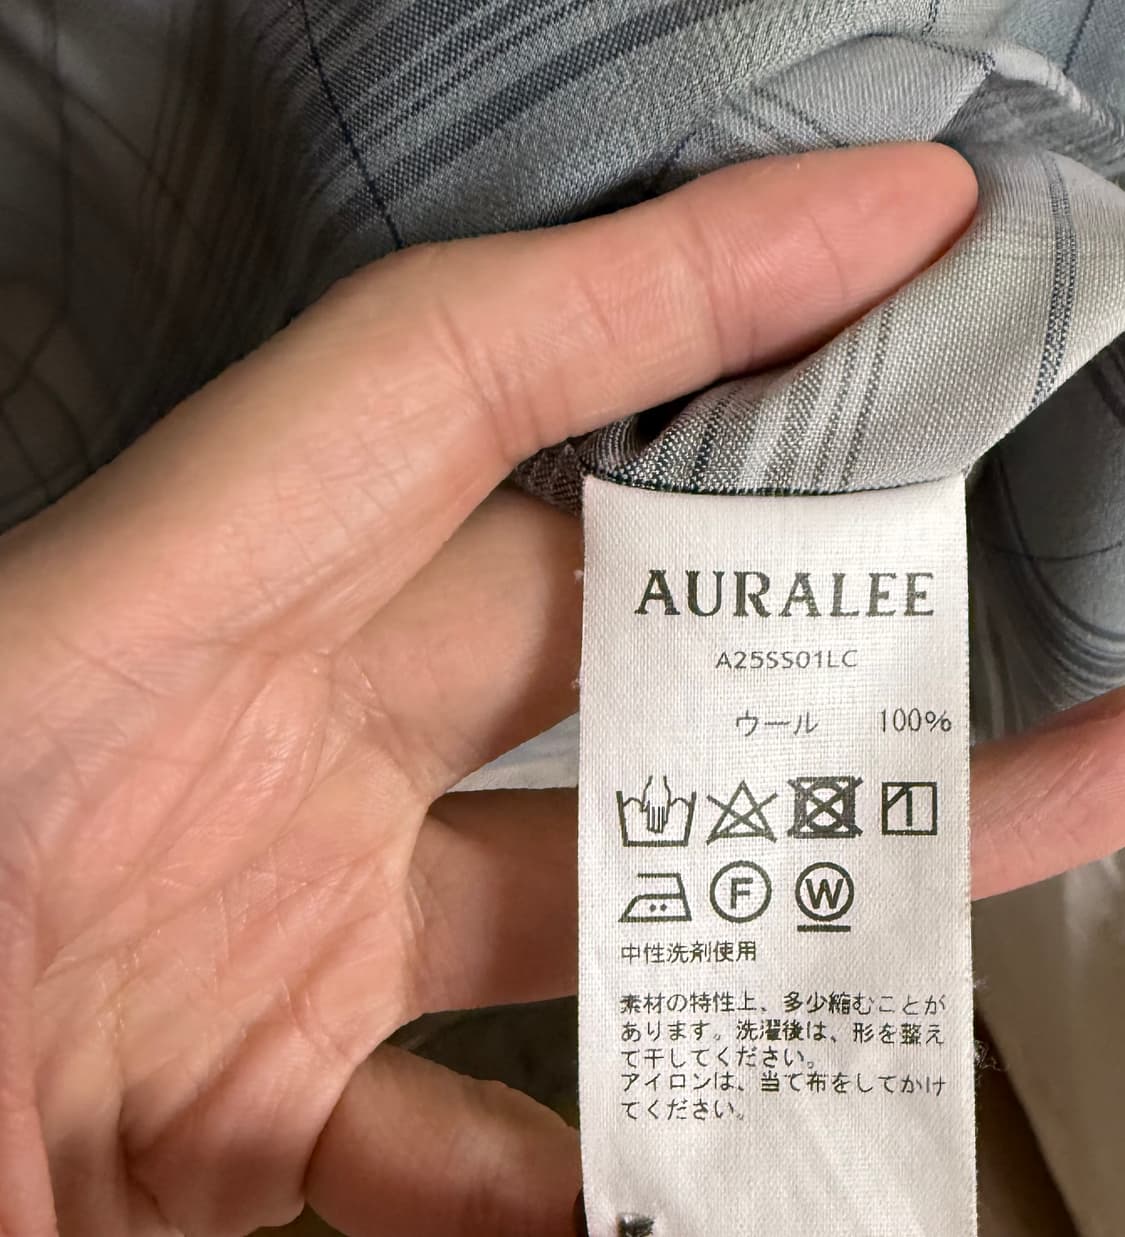 AURALEE
A25SS01LC
ウール 100%
F W
中性洗剤使用
素材の特性上、多少縮むことが
あります。洗濯後は、形を整え
て干してください。
アイロンは、当て布をしてかけ
てください。